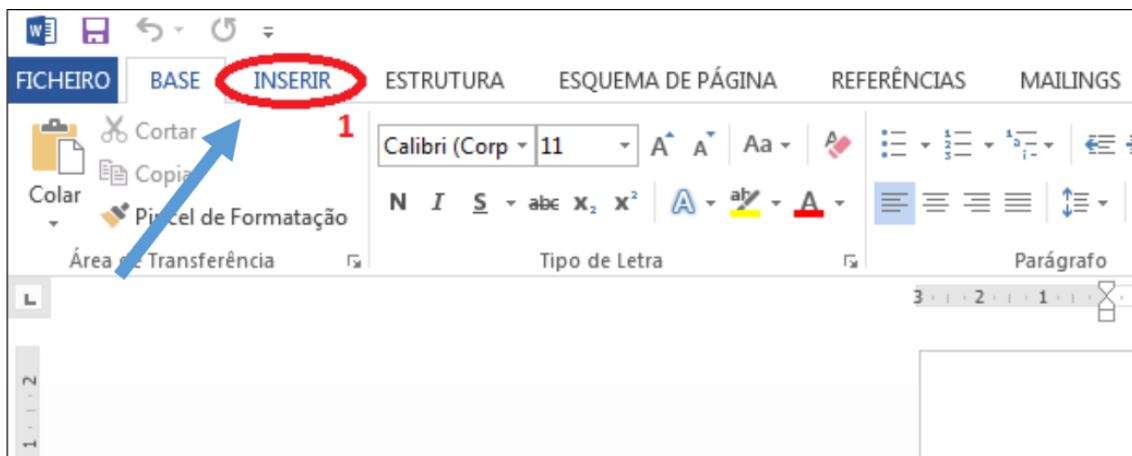 FICHEIRO BASE INSERIR ESTRUTURA ESQUEMA DE PÁGINA REFERÊNCIAS MAILINGS
1
Cortar
Copiar
Colar
Pincel de Formatação
Área de Transferência
Calibri (Corp 11 A A Aa
N I S abc x₂ x² A ab A
Tipo de Letra
Parágrafo
L
3 2 1
2
1